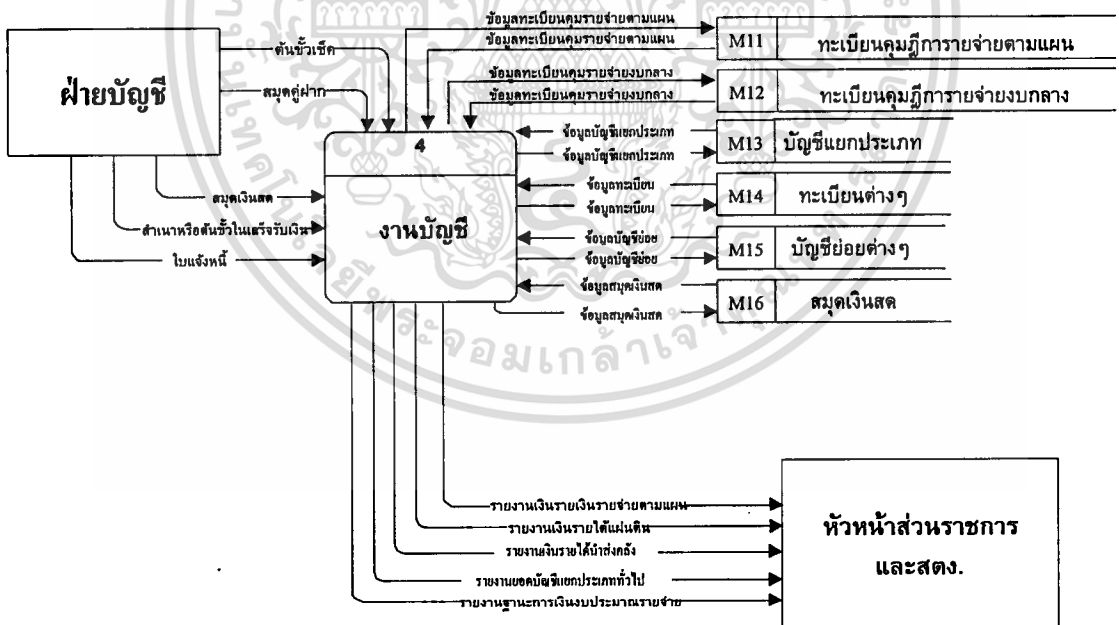 ข้อมูลทะเบียนคุมรายจ่ายตามแผน
ข้อมูลทะเบียนคุมรายจ่ายตามแผน
M11 ทะเบียนคุมฎีการายจ่ายตามแผน
ต้นขั้วเช็ค
ฝ่ายบัญชี
สมุดคู่ฝาก
ข้อมูลทะเบียนคุมรายจ่ายงบกลาง
ข้อมูลทะเบียนคุมรายจ่ายงบกลาง
M12 ทะเบียนคุมฎีการายจ่ายงบกลาง
4
ข้อมูลบัญชีแยกประเภท
ข้อมูลบัญชีแยกประเภท
M13 บัญชีแยกประเภท
ข้อมูลทะเบียน
ข้อมูลทะเบียน
M14 ทะเบียนต่างๆ
สมุดเงินสด
สำเนาหรือต้นขั้วใบเสร็จรับเงิน
ใบแจ้งหนี้
งานบัญชี
ข้อมูลบัญชีย่อย
ข้อมูลบัญชีย่อย
M15 บัญชีย่อยต่างๆ
ข้อมูลสมุดเงินสด
ข้อมูลสมุดเงินสด
M16 สมุดเงินสด
พระจอมเกล้าเจ้า
รายงานเงินรายเงินรายจ่ายตามแผน
รายงานเงินรายได้แผ่นดิน
รายงานเงินรายได้นำส่งคลัง
รายงานยอดบัญชีแยกประเภททั่วไป
รายงานฐานะการเงินงบประมาณรายจ่าย
หัวหน้าส่วนราชการ
และสตง.